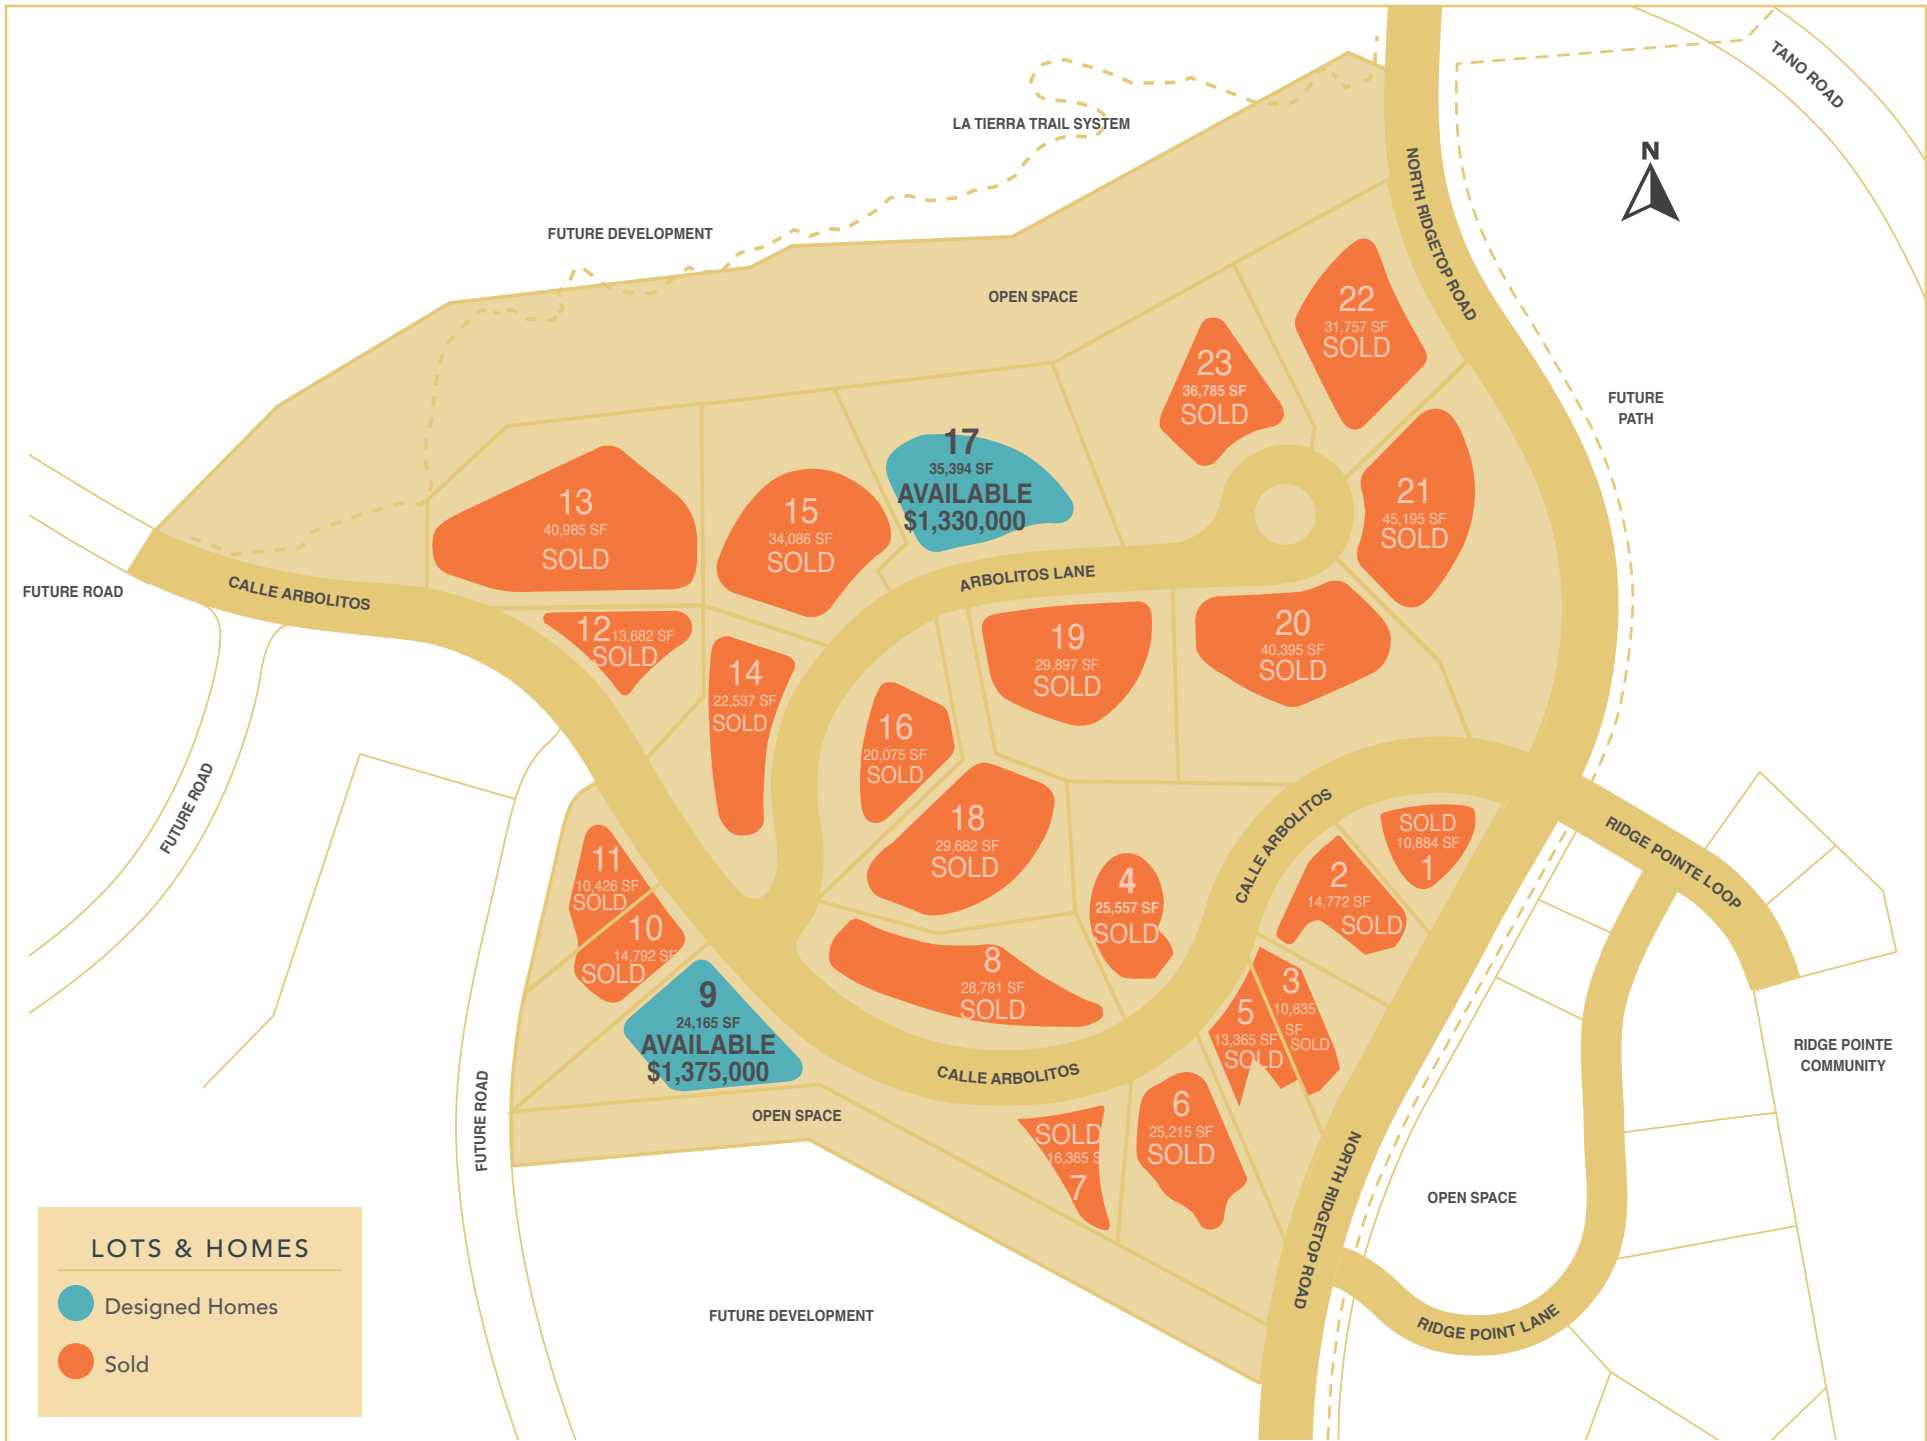 TANO ROAD
LA TIERRA TRAIL SYSTEM
N
NORTH RIDGETOP ROAD
FUTURE DEVELOPMENT
OPEN SPACE
22
31,757 SF
SOLD
23
36,785 SF
SOLD
FUTURE
PATH
17
35,394 SF
AVAILABLE
$1,330,000
13
40,985 SF
SOLD
15
34,086 SF
SOLD
21
45,195 SF
SOLD
FUTURE ROAD
CALLE ARBOLITOS
ARBOLITOS LANE
12
13,682 SF
SOLD
14
22,537 SF
SOLD
19
29,897 SF
SOLD
20
40,395 SF
SOLD
16
20,075 SF
SOLD
FUTURE ROAD
18
29,682 SF
SOLD
CALLE ARBOLITOS
SOLD
10,884 SF
1
2
14,772 SF
SOLD
RIDGE POINTE LOOP
11
10,426 SF
SOLD
10
14,792 SF
SOLD
4
25,557 SF
SOLD
8
28,781 SF
SOLD
3
10,835
SF
SOLD
5
13,365 SF
SOLD
9
24,165 SF
AVAILABLE
$1,375,000
CALLE ARBOLITOS
RIDGE POINTE
COMMUNITY
FUTURE ROAD
OPEN SPACE
SOLD
16,365 S
7
6
25,215 SF
SOLD
NORTH RIDGETOP ROAD
OPEN SPACE
RIDGE POINT LANE
FUTURE DEVELOPMENT
LOTS & HOMES
Designed Homes
Sold